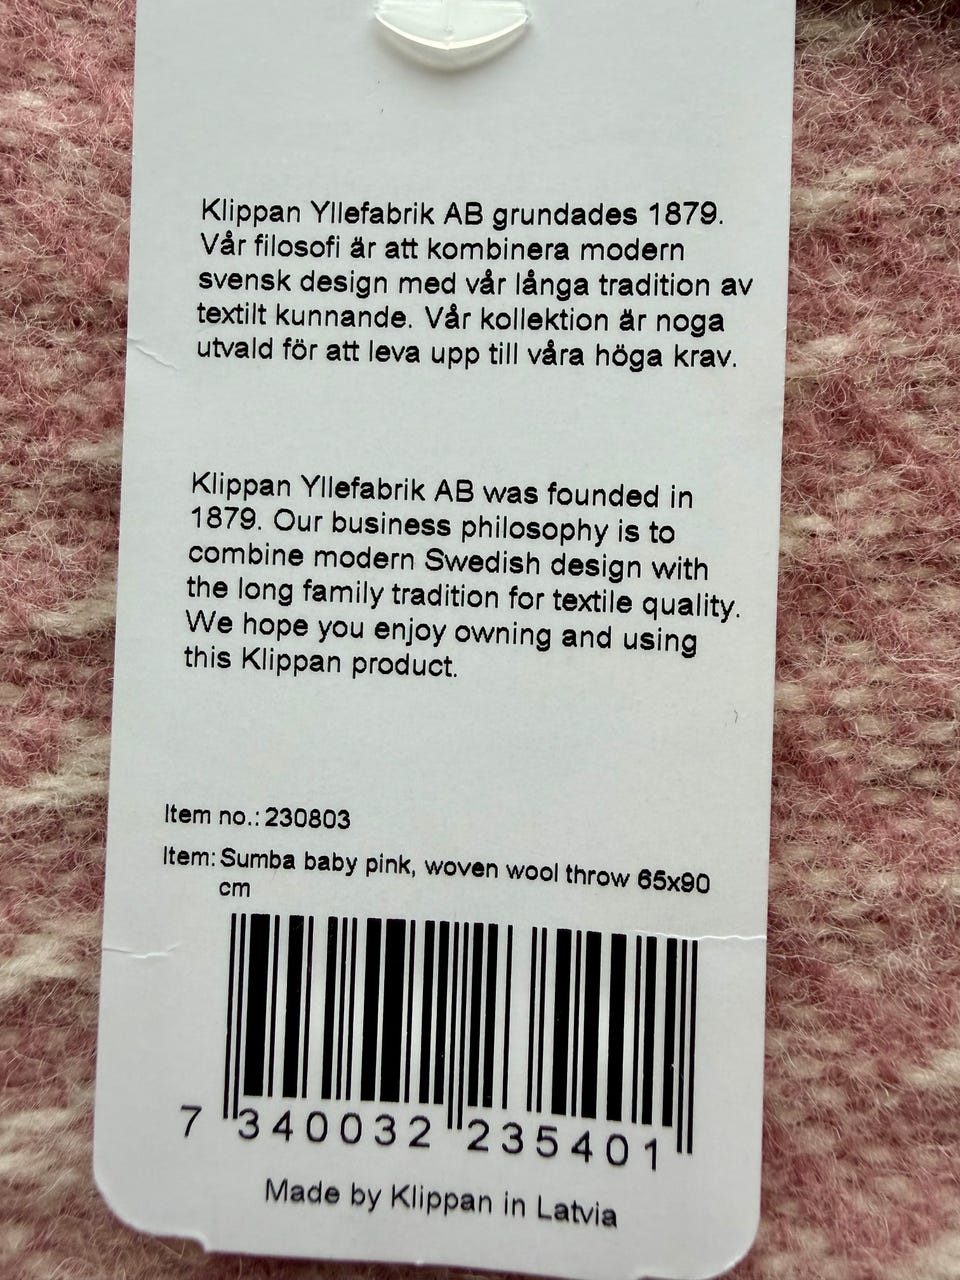 Klippan Yllefabrik AB grundades 1879.
Vår filosofi är att kombinera modern
svensk design med vår långa tradition av
textilt kunnande. Vår kollektion är noga
utvald för att leva upp till våra höga krav.
Klippan Yllefabrik AB was founded in
1879. Our business philosophy is to
combine modern Swedish design with
the long family tradition for textile quality.
We hope you enjoy owning and using
this Klippan product.
Item no.: 230803
Item: Sumba baby pink, woven wool throw 65x90
cm
7 340032 235401
Made by Klippan in Latvia